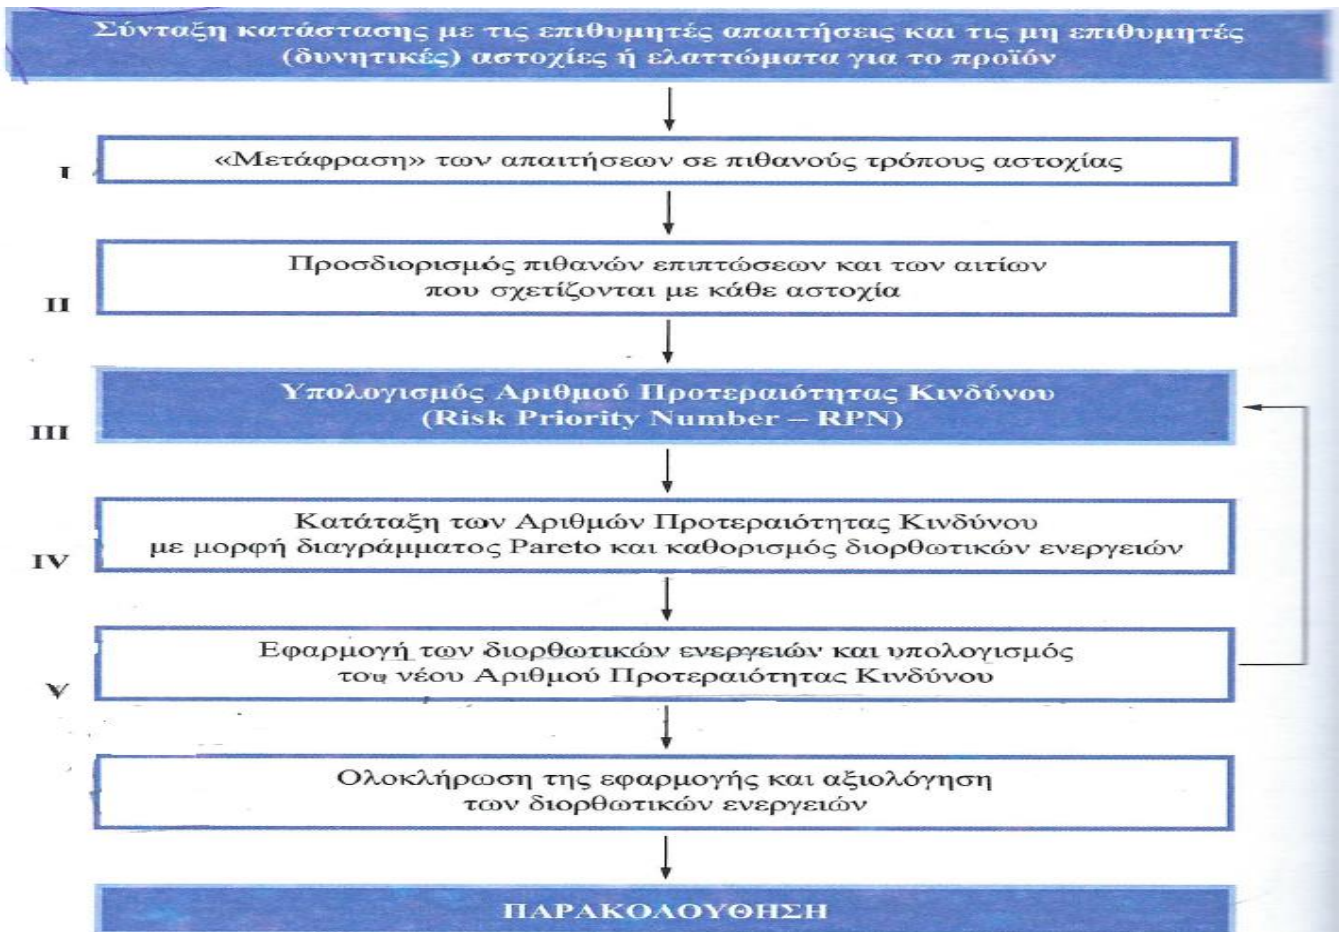 Σύνταξη κατάστασης με τις επιθυμητές απαιτήσεις και τις μη επιθυμητές
(δυνητικές) αστοχίες ή ελαττώματα για το προϊόν
I
«Μετάφραση» των απαιτήσεων σε πιθανούς τρόπους αστοχίας
II
Προσδιορισμός πιθανών επιπτώσεων και των αιτίων
που σχετίζονται με κάθε αστοχία
III
Υπολογισμός Αριθμού Προτεραιότητας Κινδύνου
(Risk Priority Number – RPN)
IV
Κατάταξη των Αριθμών Προτεραιότητας Κινδύνου
με μορφή διαγράμματος Pareto και καθορισμός διορθωτικών ενεργειών
V
Εφαρμογή των διορθωτικών ενεργειών και υπολογισμός
του νέου Αριθμού Προτεραιότητας Κινδύνου
Ολοκλήρωση της εφαρμογής και αξιολόγηση
των διορθωτικών ενεργειών
ΠΑΡΑΚΟΛΟΥΘΗΣΗ